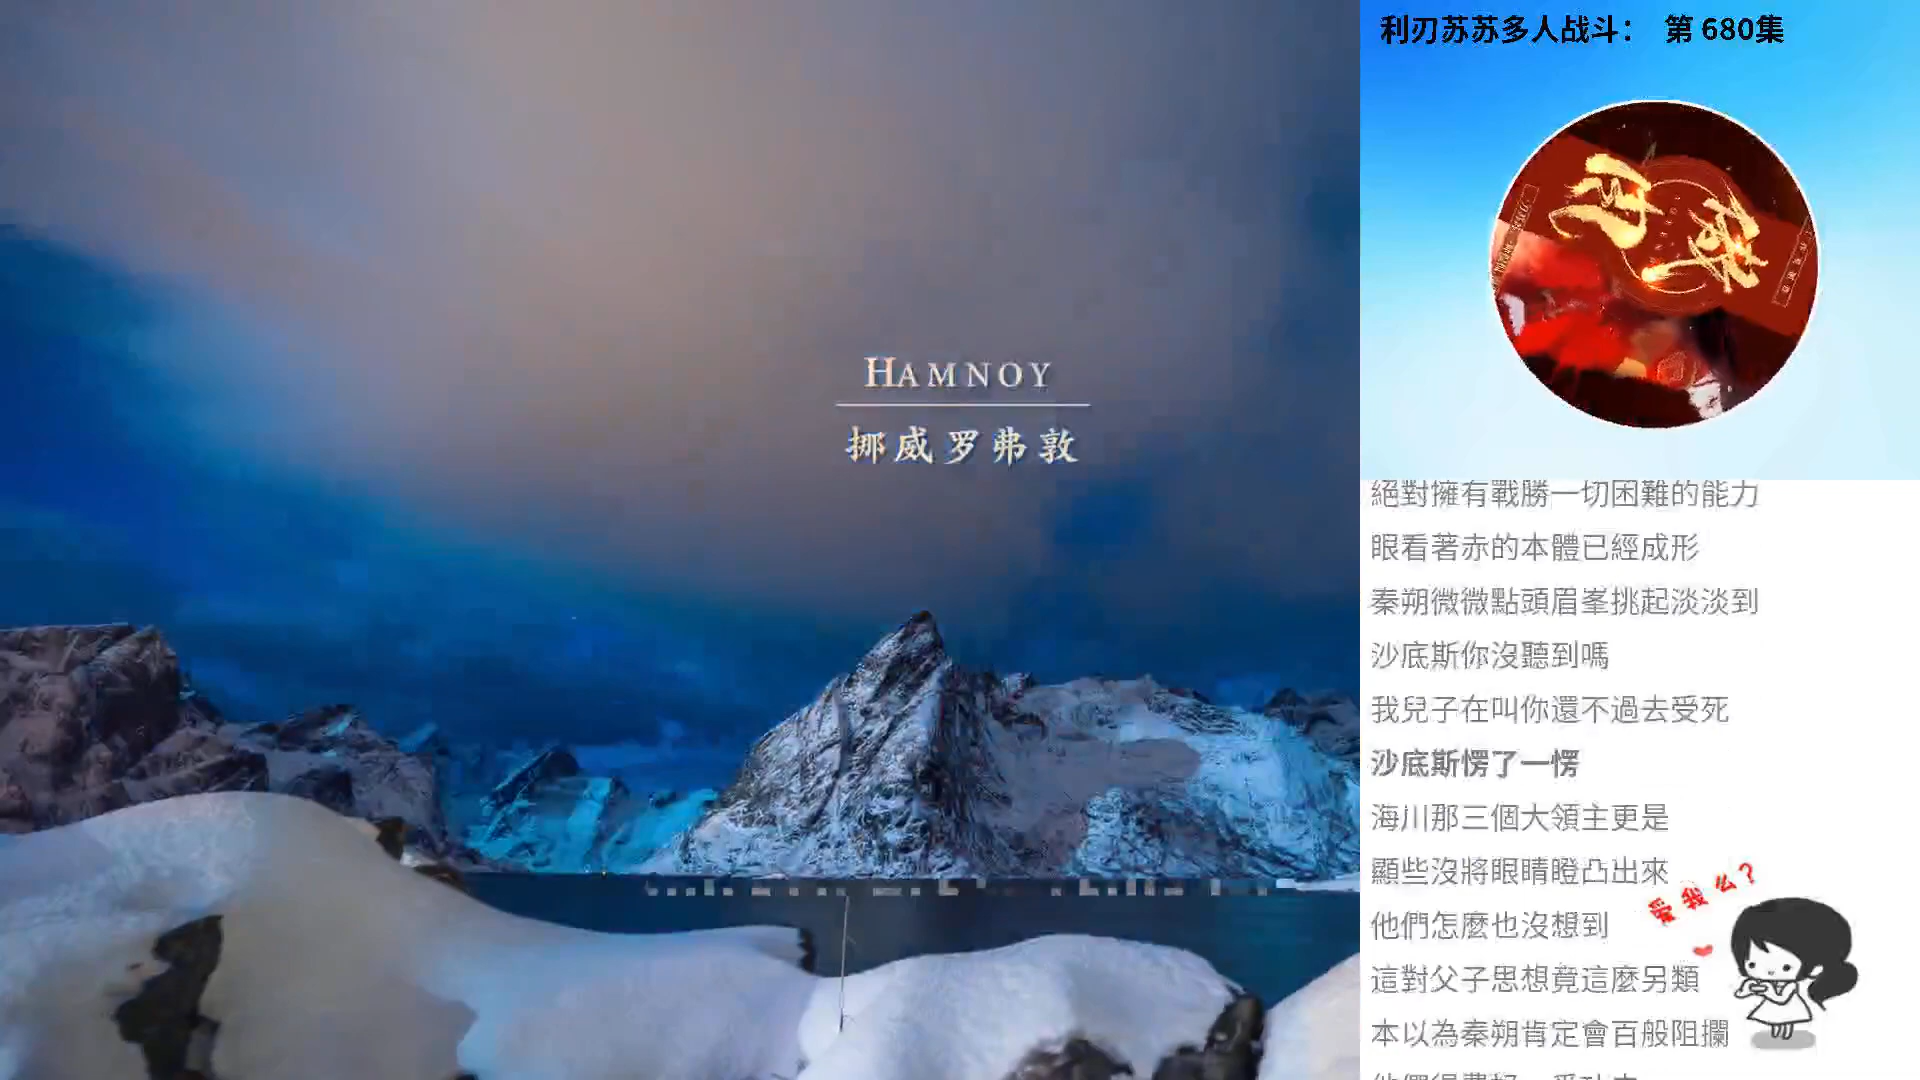 利刃苏苏多人战斗： 第 680集
HAMNOY
挪威罗弗敦
絕對擁有戰勝一切困難的能力
眼看著赤的本體已經成形
秦朔微微點頭眉峯挑起淡淡到
沙底斯你沒聽到嗎
我兒子在叫你還不過去受死
沙底斯愣了一愣
海川那三個大領主更是
顯些沒將眼睛瞪凸出來
爱我么?
他們怎麼也沒想到
這對父子思想竟這麼另類
本以為秦朔肯定會百般阻攔